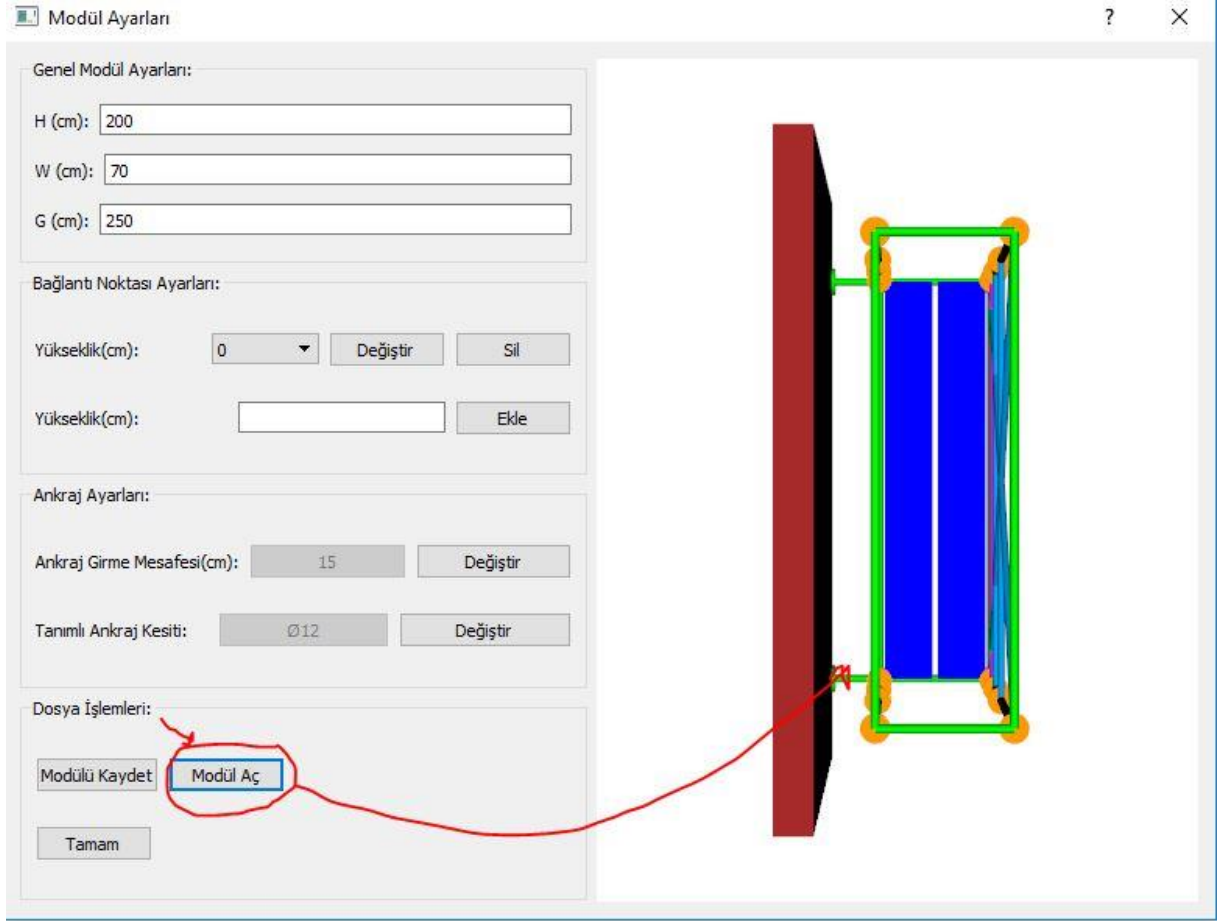 Modül Ayarları
Genel Modül Ayarları:
H (cm): 200
W (cm): 70
G (cm): 250
Bağlantı Noktası Ayarları:
Yükseklik(cm): 0 Değiştir Sil
Yükseklik(cm): Ekle
Ankraj Ayarları:
Ankraj Girme Mesafesi(cm): 15 Değiştir
Tanımlı Ankraj Kesiti: Ø12 Değiştir
Dosya İşlemleri:
Modülü Kaydet Modül Aç
Tamam